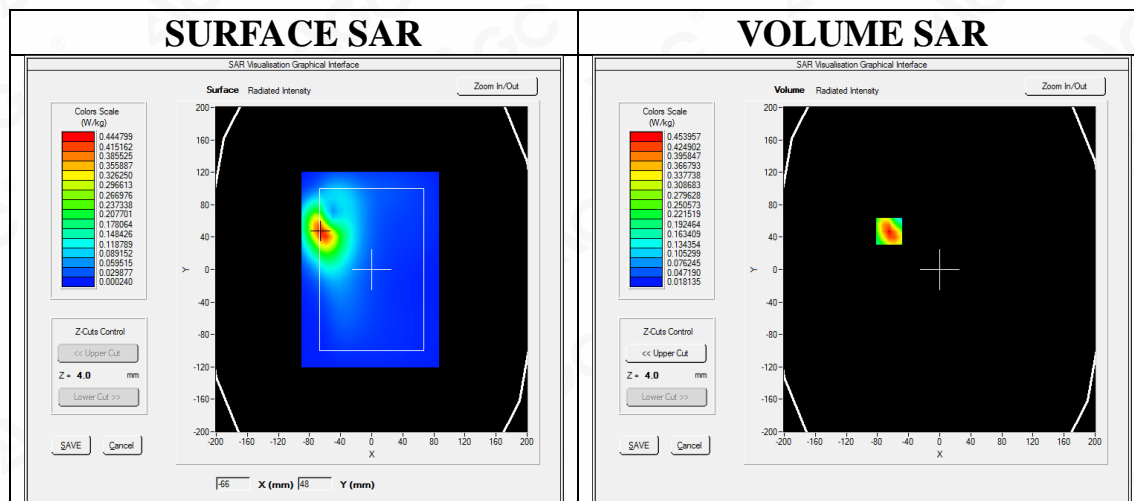 SURFACE SAR
SAR Visualisation Graphical Interface
Surface Radiated Intensity
Zoom In/Out
Colors Scale
(W/kg)
0.444799
0.415162
0.385525
0.355887
0.326250
0.296613
0.266976
0.237338
0.207701
0.178064
0.148426
0.118789
0.089152
0.059515
0.029877
0.000240
Z-Cuts Control
<< Upper Cut
Z = 4.0 mm
Lower Cut >>
SAVE Cancel
200
160
120
80
40
0
-40
-80
-120
-160
-200
Y
-200 -160 -120 -80 -40 0 40 80 120 160 200
X
-66 X (mm) 48 Y (mm)
VOLUME SAR
SAR Visualisation Graphical Interface
Volume Radiated Intensity
Zoom In/Out
Colors Scale
(W/kg)
0.453957
0.424902
0.395847
0.366793
0.337738
0.308683
0.279628
0.250573
0.221519
0.192464
0.163409
0.134354
0.105299
0.076245
0.047190
0.018135
Z-Cuts Control
<< Upper Cut
Z = 4.0 mm
Lower Cut >>
SAVE Cancel
200
160
120
80
40
0
-40
-80
-120
-160
-200
Y
-200 -160 -120 -80 -40 0 40 80 120 160 200
X